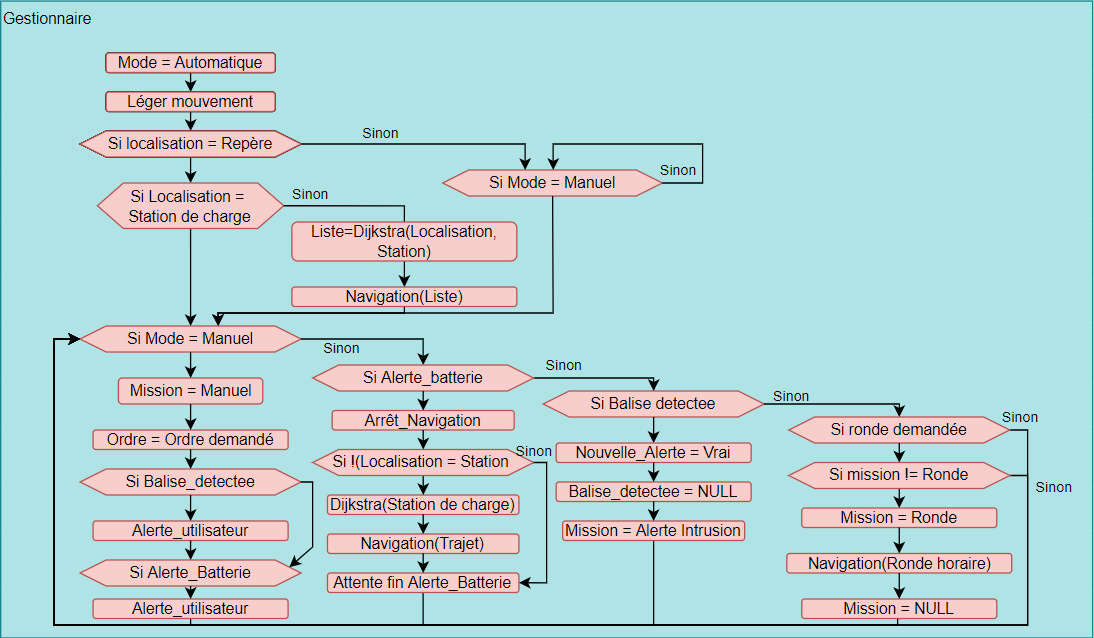 Gestionnaire
Mode = Automatique
Léger mouvement
Si localisation = Repère
Sinon
Si Mode = Manuel
Sinon
Si Localisation =
Station de charge
Sinon
Liste=Dijkstra(Localisation,
Station)
Navigation(Liste)
Si Mode = Manuel
Sinon
Mission = Manuel
Ordre = Ordre demandé
Si Balise_detectee
Alerte_utilisateur
Si Alerte_Batterie
Alerte_utilisateur
Si Alerte_batterie
Sinon
Arrêt_Navigation
Si !(Localisation = Station
Sinon
Dijkstra(Station de charge)
Navigation(Trajet)
Attente fin Alerte_Batterie
Si Balise detectee
Sinon
Nouvelle_Alerte = Vrai
Balise_detectee = NULL
Mission = Alerte Intrusion
Si ronde demandée
Sinon
Si mission != Ronde
Sinon
Mission = Ronde
Navigation(Ronde horaire)
Mission = NULL